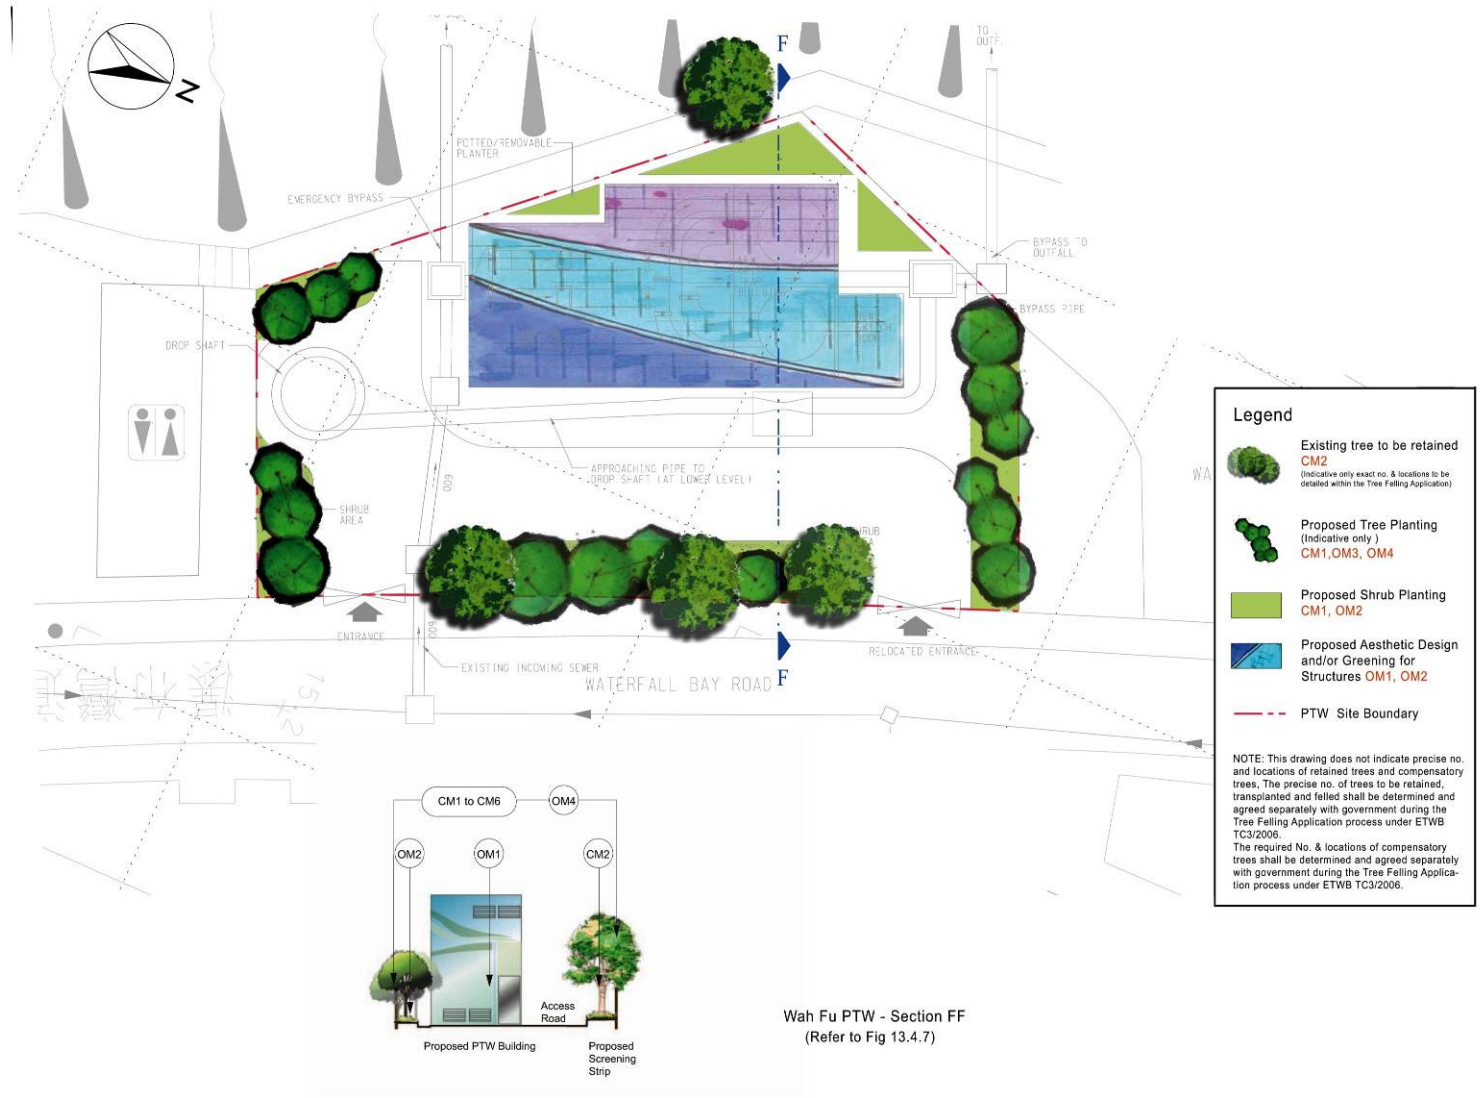 TO
OUTF.
F
N
POTTED/REMOVABLE
PLANTER
EMERGENCY BYPASS
BYPASS TO
OUTFALL
BYPASS PIPE
DROP SHAFT
APPROACHING PIPE TO
DROP SHAFT (AT LOWER LEVEL)
600
SHRUB
AREA
SHRUB
600
ENTRANCE
RELOCATED ENTRANCE
EXISTING INCOMING SEWER
WATERFALL BAY ROAD
F
WA
Legend
Existing tree to be retained
CM2
(Indicative only exact no. & locations to be
detailed within the Tree Felling Application)
Proposed Tree Planting
(Indicative only )
CM1,OM3, OM4
Proposed Shrub Planting
CM1, OM2
Proposed Aesthetic Design
and/or Greening for
Structures OM1, OM2
PTW Site Boundary
NOTE: This drawing does not indicate precise no.
and locations of retained trees and compensatory
trees, The precise no. of trees to be retained,
transplanted and felled shall be determined and
agreed separately with government during the
Tree Felling Application process under ETWB
TC3/2006.
The required No. & locations of compensatory
trees shall be determined and agreed separately
with government during the Tree Felling Applica-
tion process under ETWB TC3/2006.
CM1 to CM6
OM4
OM2
OM1
CM2
Access
Road
Proposed PTW Building
Proposed
Screening
Strip
Wah Fu PTW - Section FF
(Refer to Fig 13.4.7)